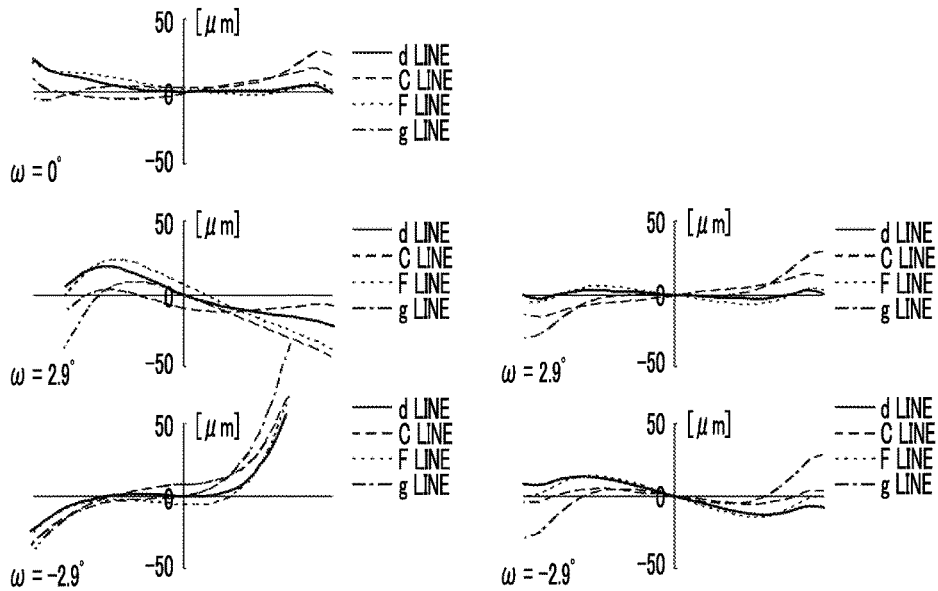 50 [μm]
d LINE
C LINE
F LINE
g LINE
0
-50
ω = 0°
50 [μm]
d LINE
C LINE
F LINE
g LINE
0
-50
ω = 2.9°
50 [μm]
d LINE
C LINE
F LINE
g LINE
0
-50
ω = 2.9°
50 [μm]
d LINE
C LINE
F LINE
g LINE
0
-50
ω = -2.9°
50 [μm]
d LINE
C LINE
F LINE
g LINE
0
-50
ω = -2.9°